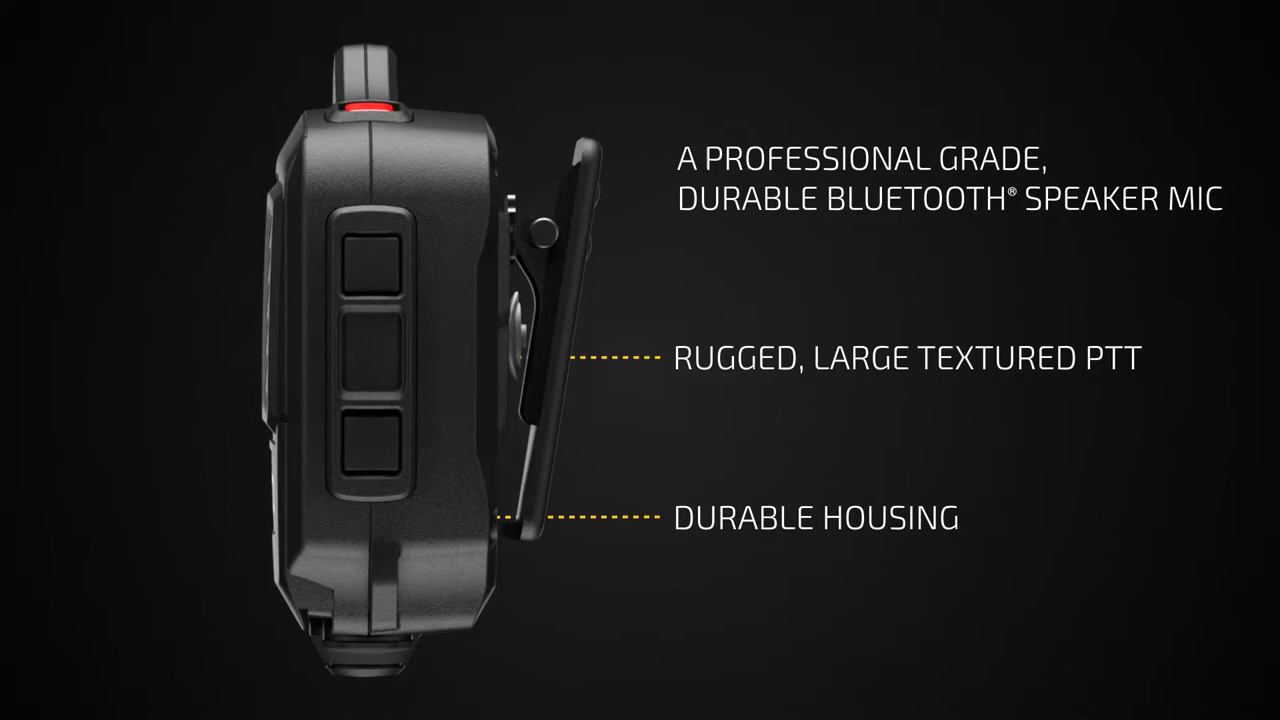 A PROFESSIONAL GRADE,
DURABLE BLUETOOTH® SPEAKER MIC
RUGGED, LARGE TEXTURED PTT
DURABLE HOUSING